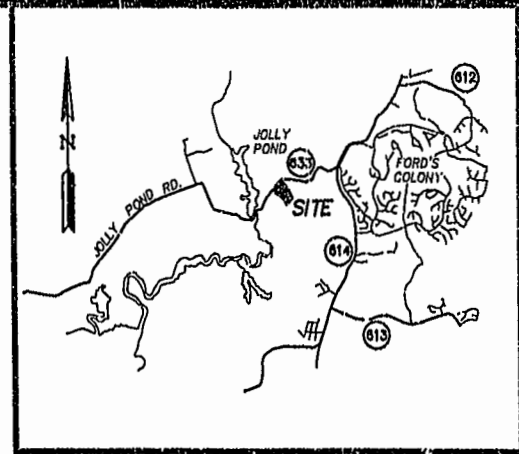 612
JOLLY
POND
633
FORD'S
COLONY
N
SITE
JOLLY POND RD.
614
613